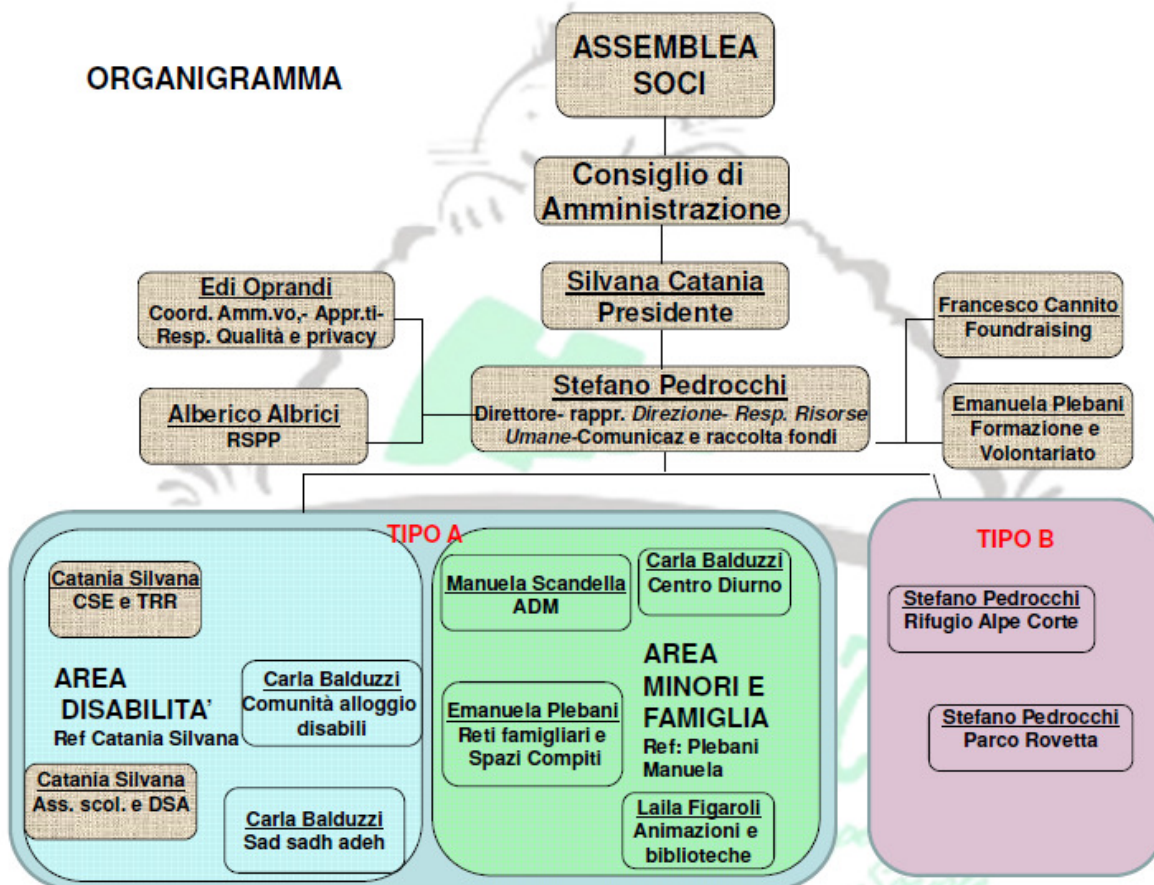 ORGANIGRAMMA
ASSEMBLEA
SOCI
Consiglio di
Amministrazione
Silvana Catania
Presidente
Edi Oprandi
Coord. Amm.vo,- Appr.ti-
Resp. Qualità e privacy
Alberico Albrici
RSPP
Stefano Pedrocchi
Direttore- rappr. Direzione- Resp. Risorse
Umane-Comunicaz e raccolta fondi
Francesco Cannito
Foundraising
Emanuela Plebani
Formazione e
Volontariato
TIPO A
Catania Silvana
CSE e TRR
AREA
DISABILITA’
Ref Catania Silvana
Carla Balduzzi
Comunità alloggio
disabili
Catania Silvana
Ass. scol. e DSA
Carla Balduzzi
Sad sadh adeh
Manuela Scandella
ADM
Carla Balduzzi
Centro Diurno
Emanuela Plebani
Reti famigliari e
Spazi Compiti
AREA
MINORI E
FAMIGLIA
Ref: Plebani
Manuela
Laila Figaroli
Animazioni e
biblioteche
TIPO B
Stefano Pedrocchi
Rifugio Alpe Corte
Stefano Pedrocchi
Parco Rovetta